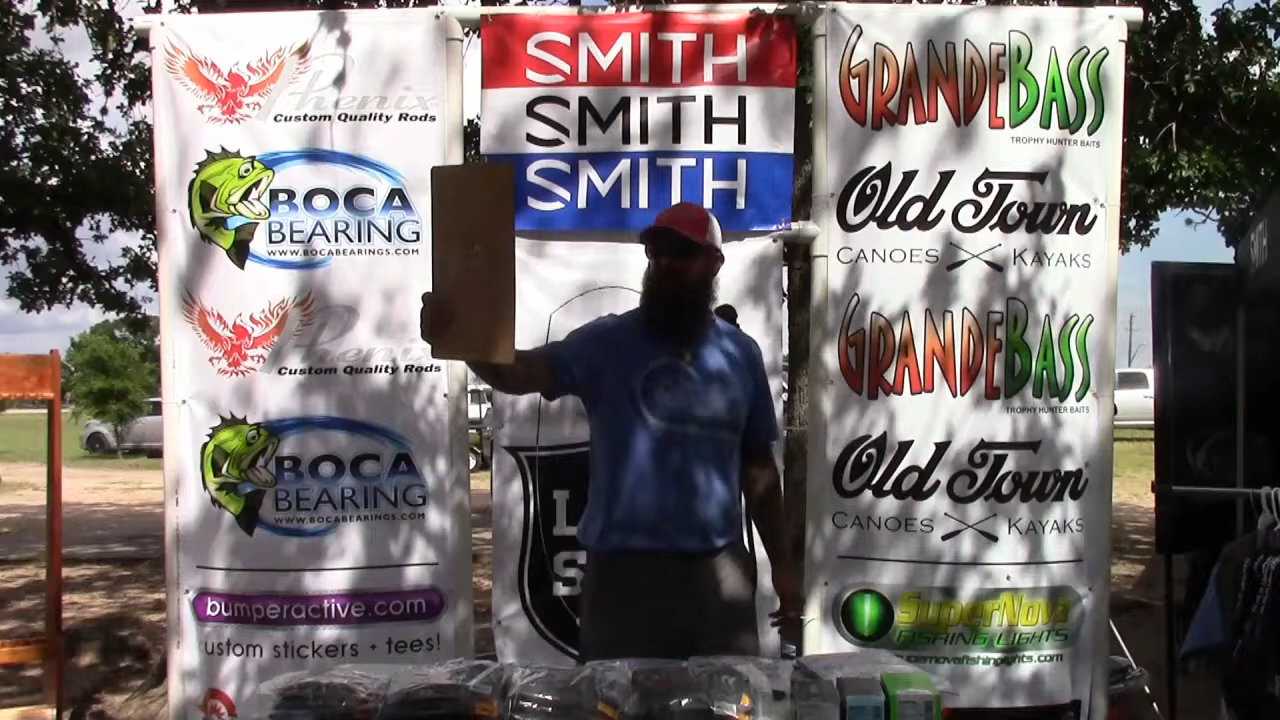 Phenix
Custom Quality Rods
BOCA
BEARING
WWW.BOCABEARINGS.COM
Phenix
Custom Quality Rods
BOCA
BEARING
WWW.BOCABEARINGS.COM
bumperactive.com
custom stickers + tees!
SMITH
SMITH
SMITH
L
S
GRANDEBASS
TROPHY HUNTER BAITS
Old Town
CANOES KAYAKS
GRANDEBASS
TROPHY HUNTER BAITS
Old Town
CANOES KAYAKS
SUPERNOVA
FISHING LIGHTS
supernovafishinglights.com